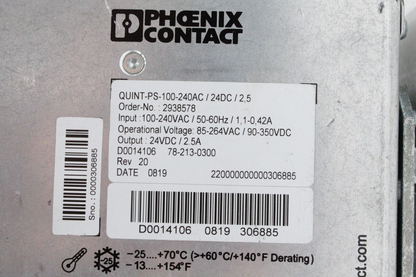 PHŒNIX
CONTACT
QUINT-PS-100-240AC / 24DC / 2,5
Order-No.: 2938578
Input : 100-240VAC / 50-60Hz / 1,1-0,42A
Operational Voltage: 85-264VAC / 90-350VDC
Output : 24VDC / 2.5A
D0014106 78-213-0300
Rev 20
DATE 0819 220000000000306885
Sno.: 0000306885
D0014106 0819 306885
-25
-25....+70°C (>+60°C/+140°F Derating)
-13....+154°F
ct.com